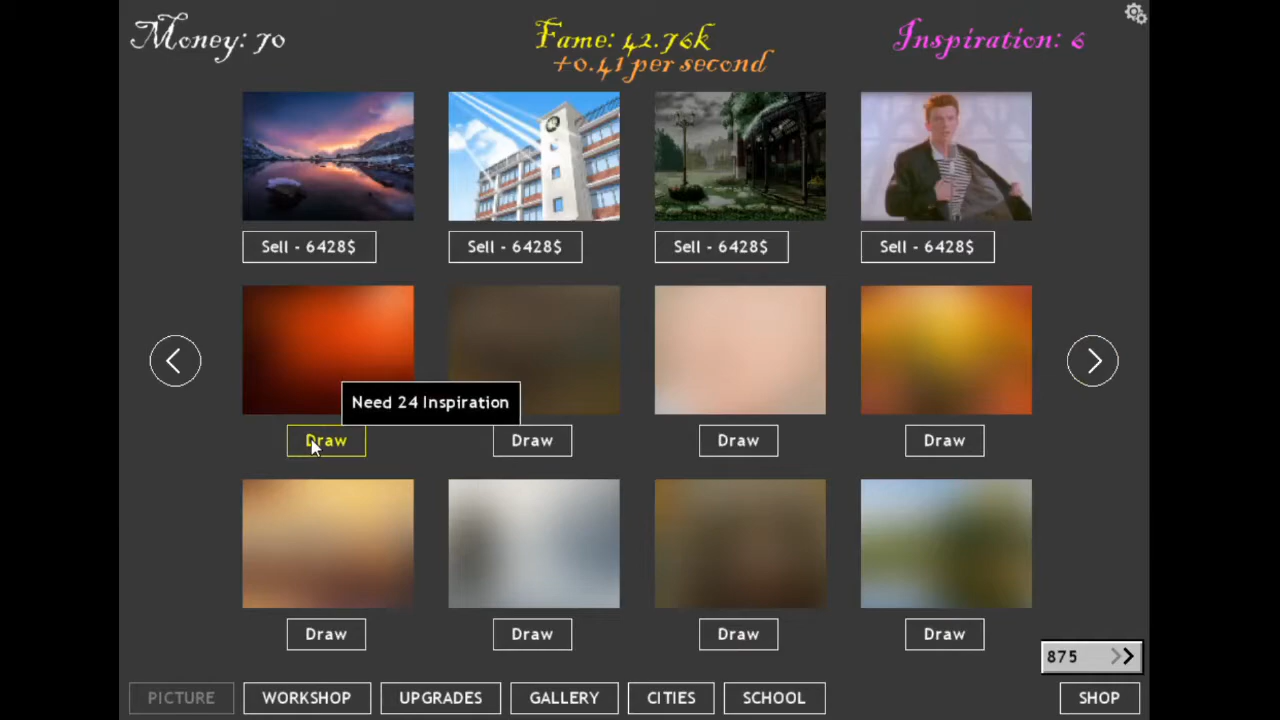 Money: 70
Fame: 42.76k
+0.41 per second
Inspiration: 6
Sell - 6428$
Sell - 6428$
Sell - 6428$
Sell - 6428$
Need 24 Inspiration
Draw
Draw
Draw
Draw
Draw
Draw
Draw
Draw
875
PICTURE
WORKSHOP
UPGRADES
GALLERY
CITIES
SCHOOL
SHOP